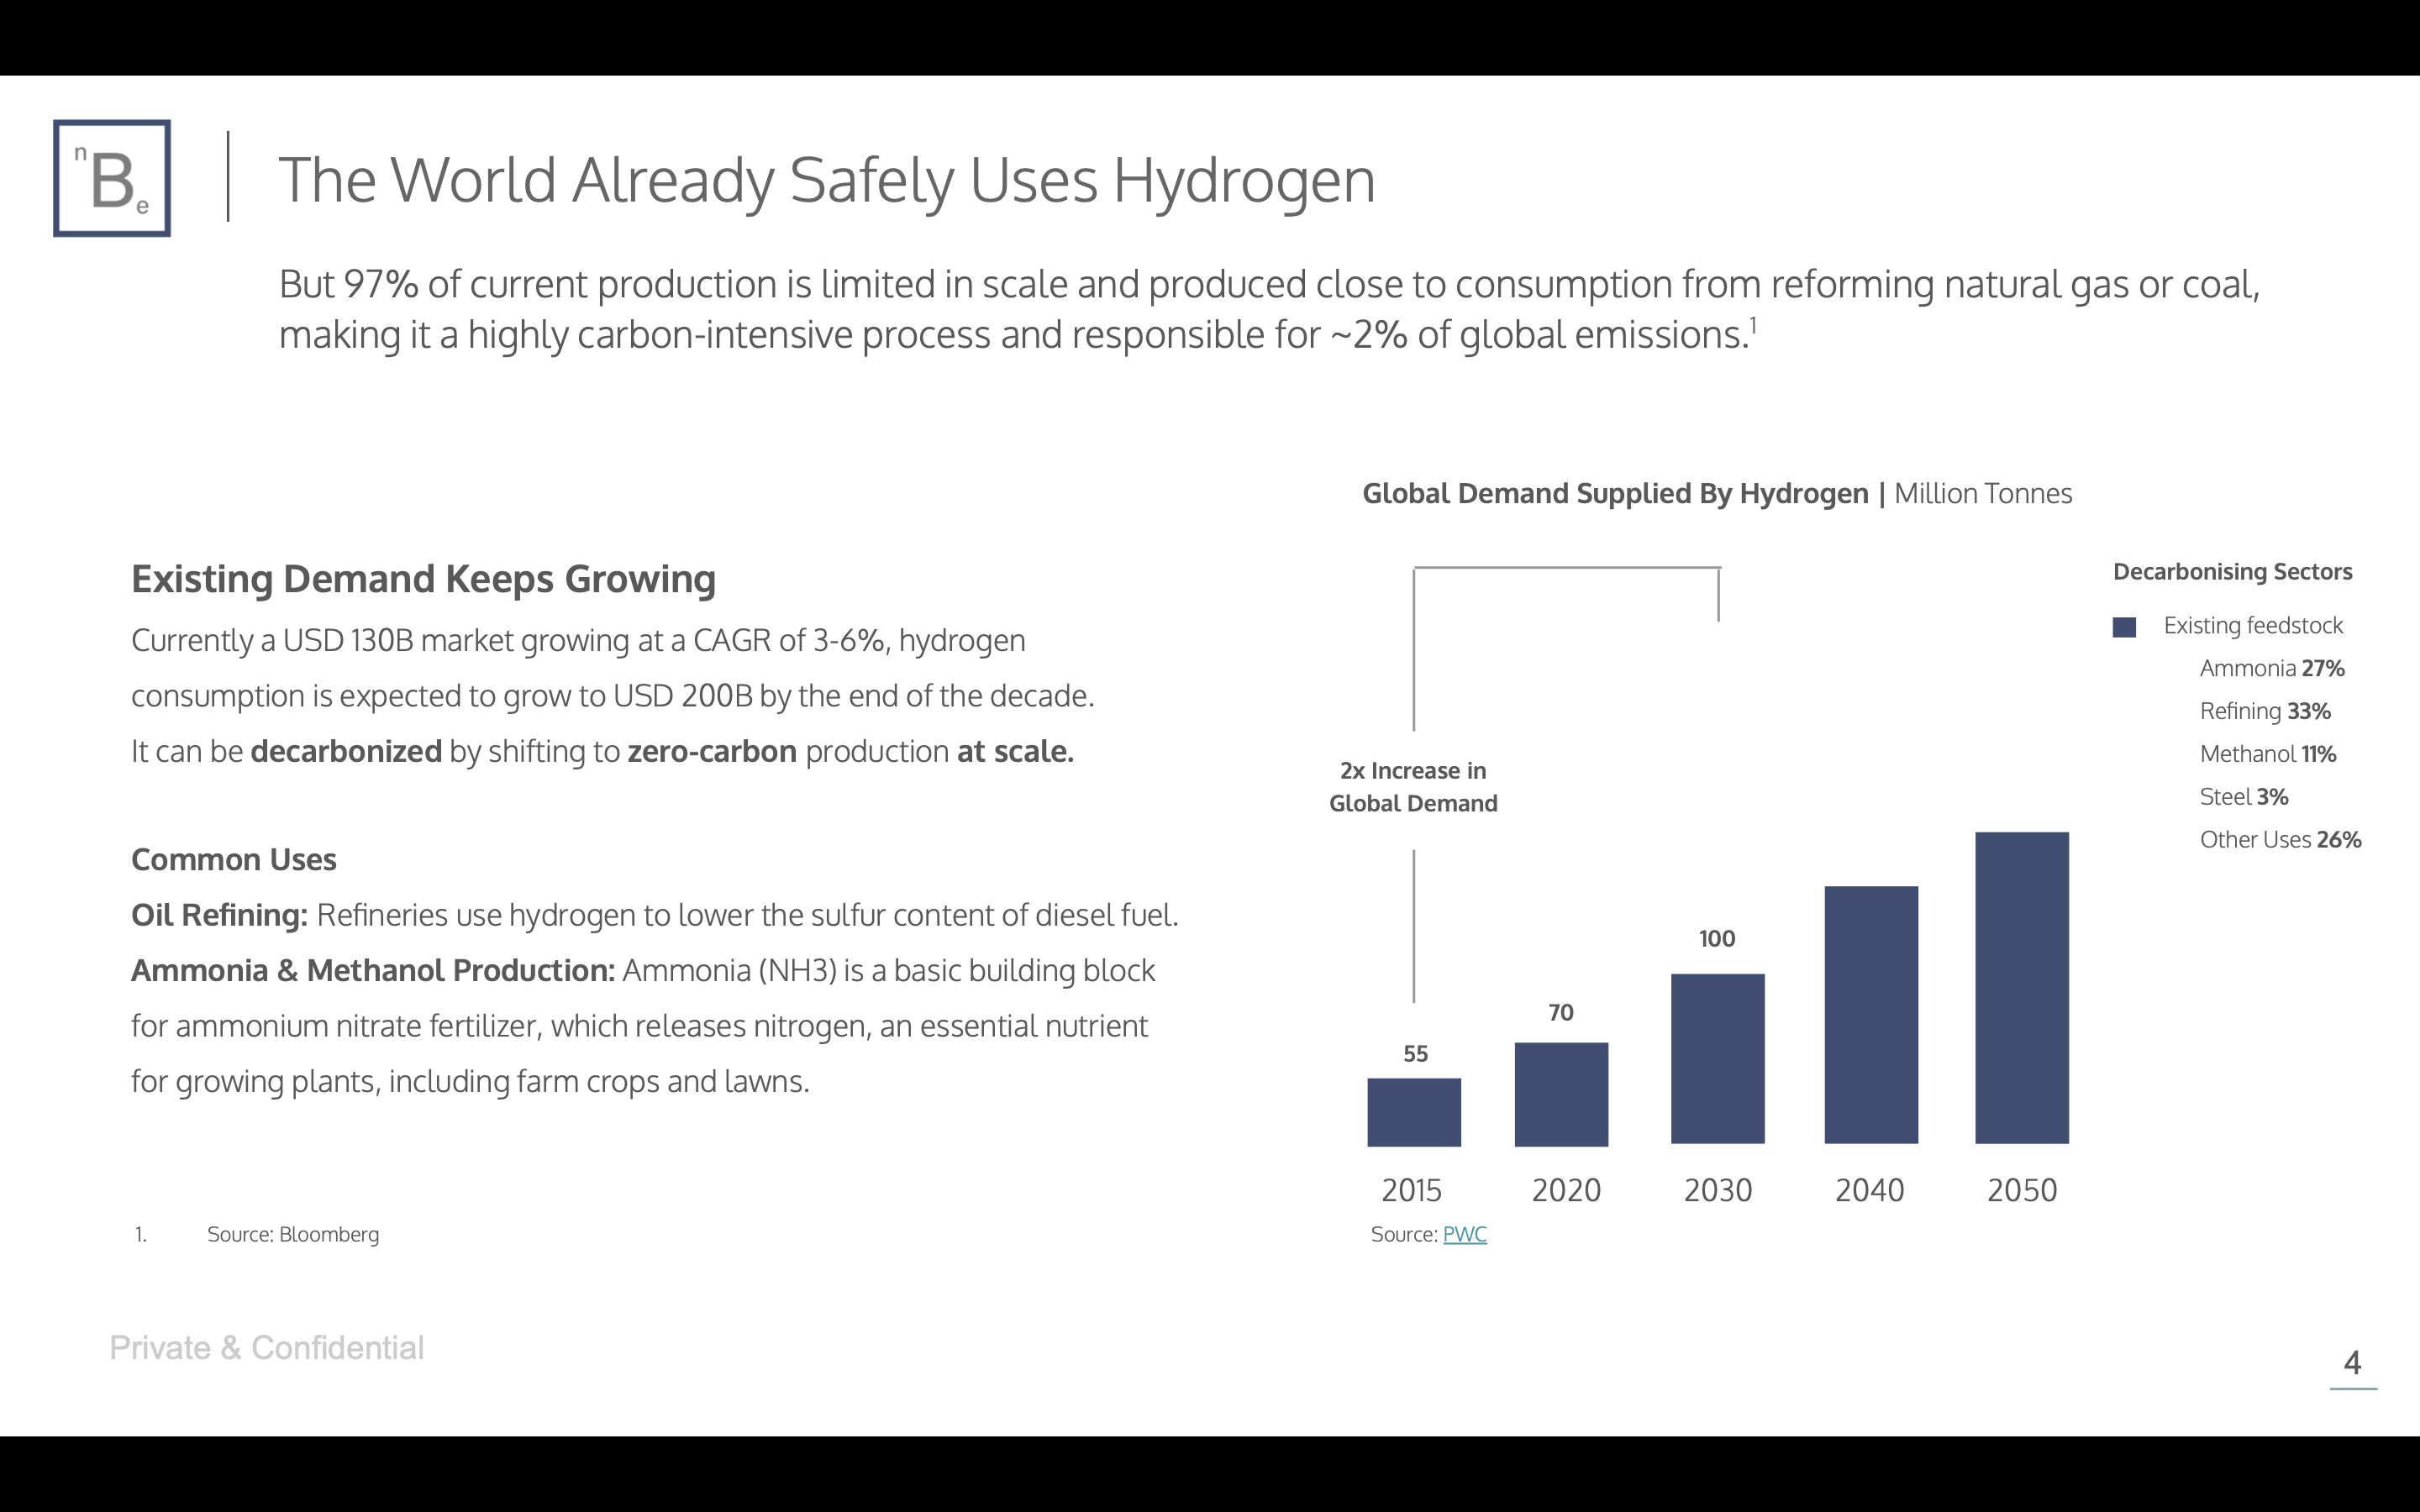 nBe
The World Already Safely Uses Hydrogen
But 97% of current production is limited in scale and produced close to consumption from reforming natural gas or coal,
making it a highly carbon-intensive process and responsible for ~2% of global emissions.1
Existing Demand Keeps Growing
Currently a USD 130B market growing at a CAGR of 3-6%, hydrogen
consumption is expected to grow to USD 200B by the end of the decade.
It can be decarbonized by shifting to zero-carbon production at scale.
Common Uses
Oil Refining: Refineries use hydrogen to lower the sulfur content of diesel fuel.
Ammonia & Methanol Production: Ammonia (NH3) is a basic building block
for ammonium nitrate fertilizer, which releases nitrogen, an essential nutrient
for growing plants, including farm crops and lawns.
1. Source: Bloomberg
Global Demand Supplied By Hydrogen | Million Tonnes
2x Increase in
Global Demand
55
70
100
2015 2020 2030 2040 2050
Source: PWC
Decarbonising Sectors
Existing feedstock
Ammonia 27%
Refining 33%
Methanol 11%
Steel 3%
Other Uses 26%
Private & Confidential
4